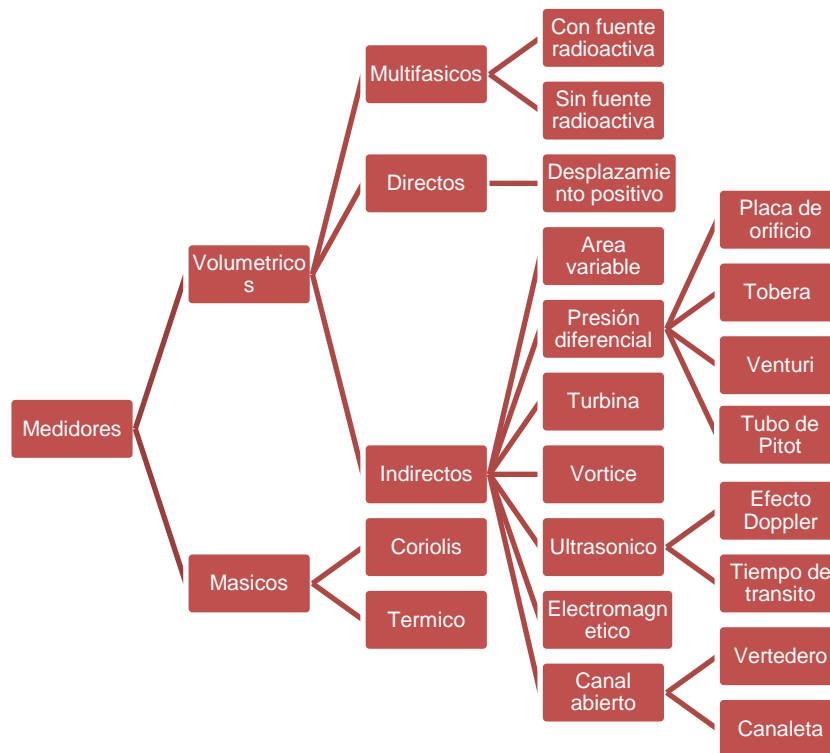 Medidores
Volumetrico
s
Multifasicos
Con fuente
radioactiva
Sin fuente
radioactiva
Directos
Desplazamie
nto positivo
Indirectos
Area
variable
Presión
diferencial
Placa de
orificio
Tobera
Venturi
Tubo de
Pitot
Turbina
Vortice
Ultrasonico
Efecto
Doppler
Tiempo de
transito
Electromagn
etico
Canal
abierto
Vertedero
Canaleta
Masicos
Coriolis
Termico